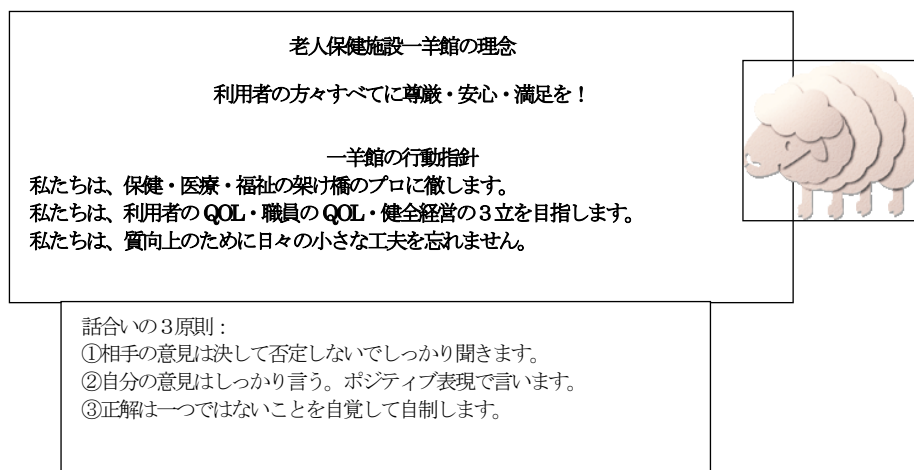 老人保健施設一羊館の理念
利用者の方々すべてに尊厳・安心・満足を！
一羊館の行動指針
私たちは、保健・医療・福祉の架け橋のプロに徹します。
私たちは、利用者のQOL・職員のQOL・健全経営の３立を目指します。
私たちは、質向上のために日々の小さな工夫を忘れません。
話合いの３原則：
①相手の意見は決して否定しないでしっかり聞きます。
②自分の意見はしっかり言う。ポジティブ表現で言います。
③正解は一つではないことを自覚して自制します。